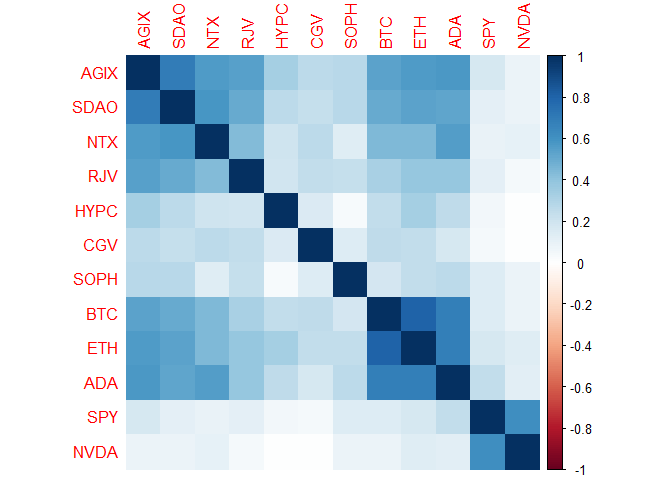 AGIX SDAO NTX RJV HYPC CGV SOPH BTC ETH ADA SPY NVDA
AGIX
SDAO
NTX
RJV
HYPC
CGV
SOPH
BTC
ETH
ADA
SPY
NVDA
1
0.8
0.6
0.4
0.2
0
-0.2
-0.4
-0.6
-0.8
-1